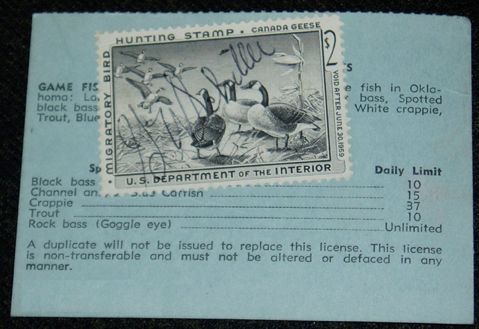 HUNTING STAMP · CANADA GEESE
MIGRATORY BIRD
$2
VOID AFTER JUNE 30, 1959
U.S. DEPARTMENT OF THE INTERIOR
S
GAME FIS
e fish in Okla-
homa: La
bass, Spotted
black bass
White crappie,
Trout, Blue
Sp
Daily Limit
Black bass 10
Channel an Catfish 15
Crappie 37
Trout 10
Rock bass (Goggle eye) Unlimited
A duplicate will not be issued to replace this license. This license
is non-transferable and must not be altered or defaced in any
manner.